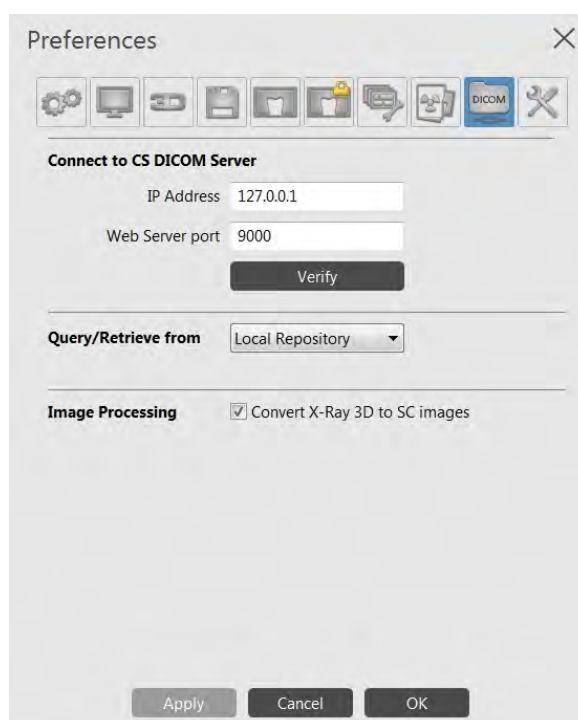 Preferences
DICOM
Connect to CS DICOM Server
IP Address 127.0.0.1
Web Server port 9000
Verify
Query/Retrieve from Local Repository
Image Processing Convert X-Ray 3D to SC images
Apply Cancel OK